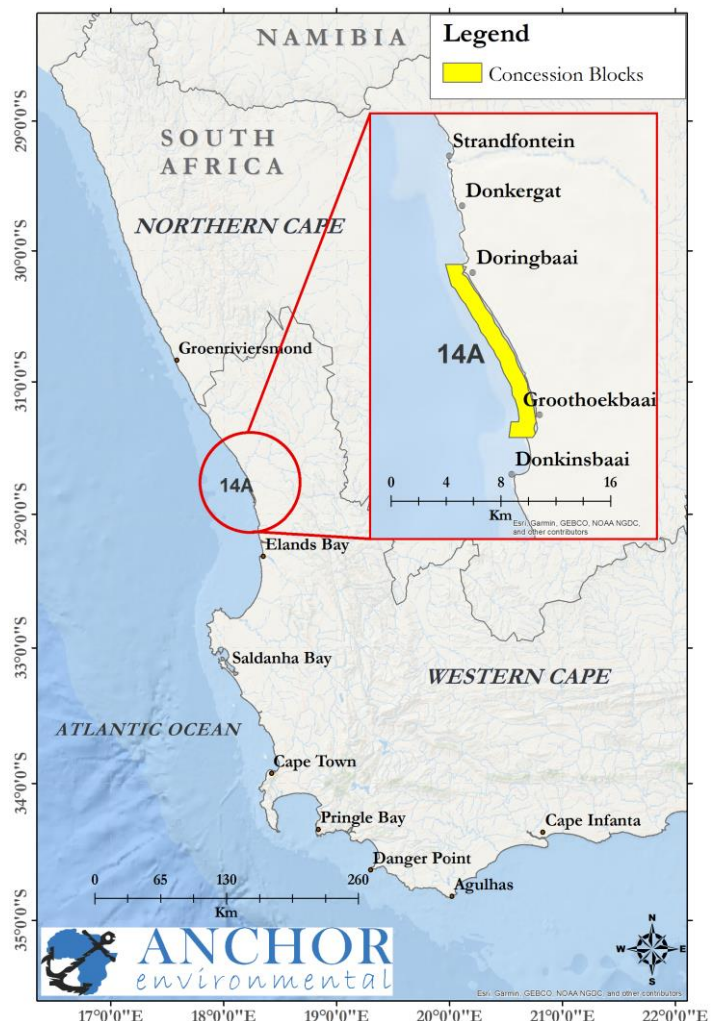 NAMIBIA
Legend
Concession Blocks
29°0'0"S
SOUTH
AFRICA
NORTHERN CAPE
Strandfontein
Donkergat
Doringbaai
14A
Groothoekbaai
Donkinsbaai
0 4 8 16
Km
Esri, Garmin, GEBCO, NOAA NGDC,
and other contributors
30°0'0"S
Groenriviersmond
31°0'0"S
14A
32°0'0"S
Elands Bay
33°0'0"S
Saldanha Bay
WESTERN CAPE
ATLANTIC OCEAN
Cape Town
34°0'0"S
Pringle Bay
Cape Infanta
Danger Point
0 65 130 260
Km
Agulhas
35°0'0"S
ANCHOR
environmental
N
W E
S
Esri, Garmin, GEBCO, NOAA NGDC, and other contributors
17°0'0"E 18°0'0"E 19°0'0"E 20°0'0"E 21°0'0"E 22°0'0"E